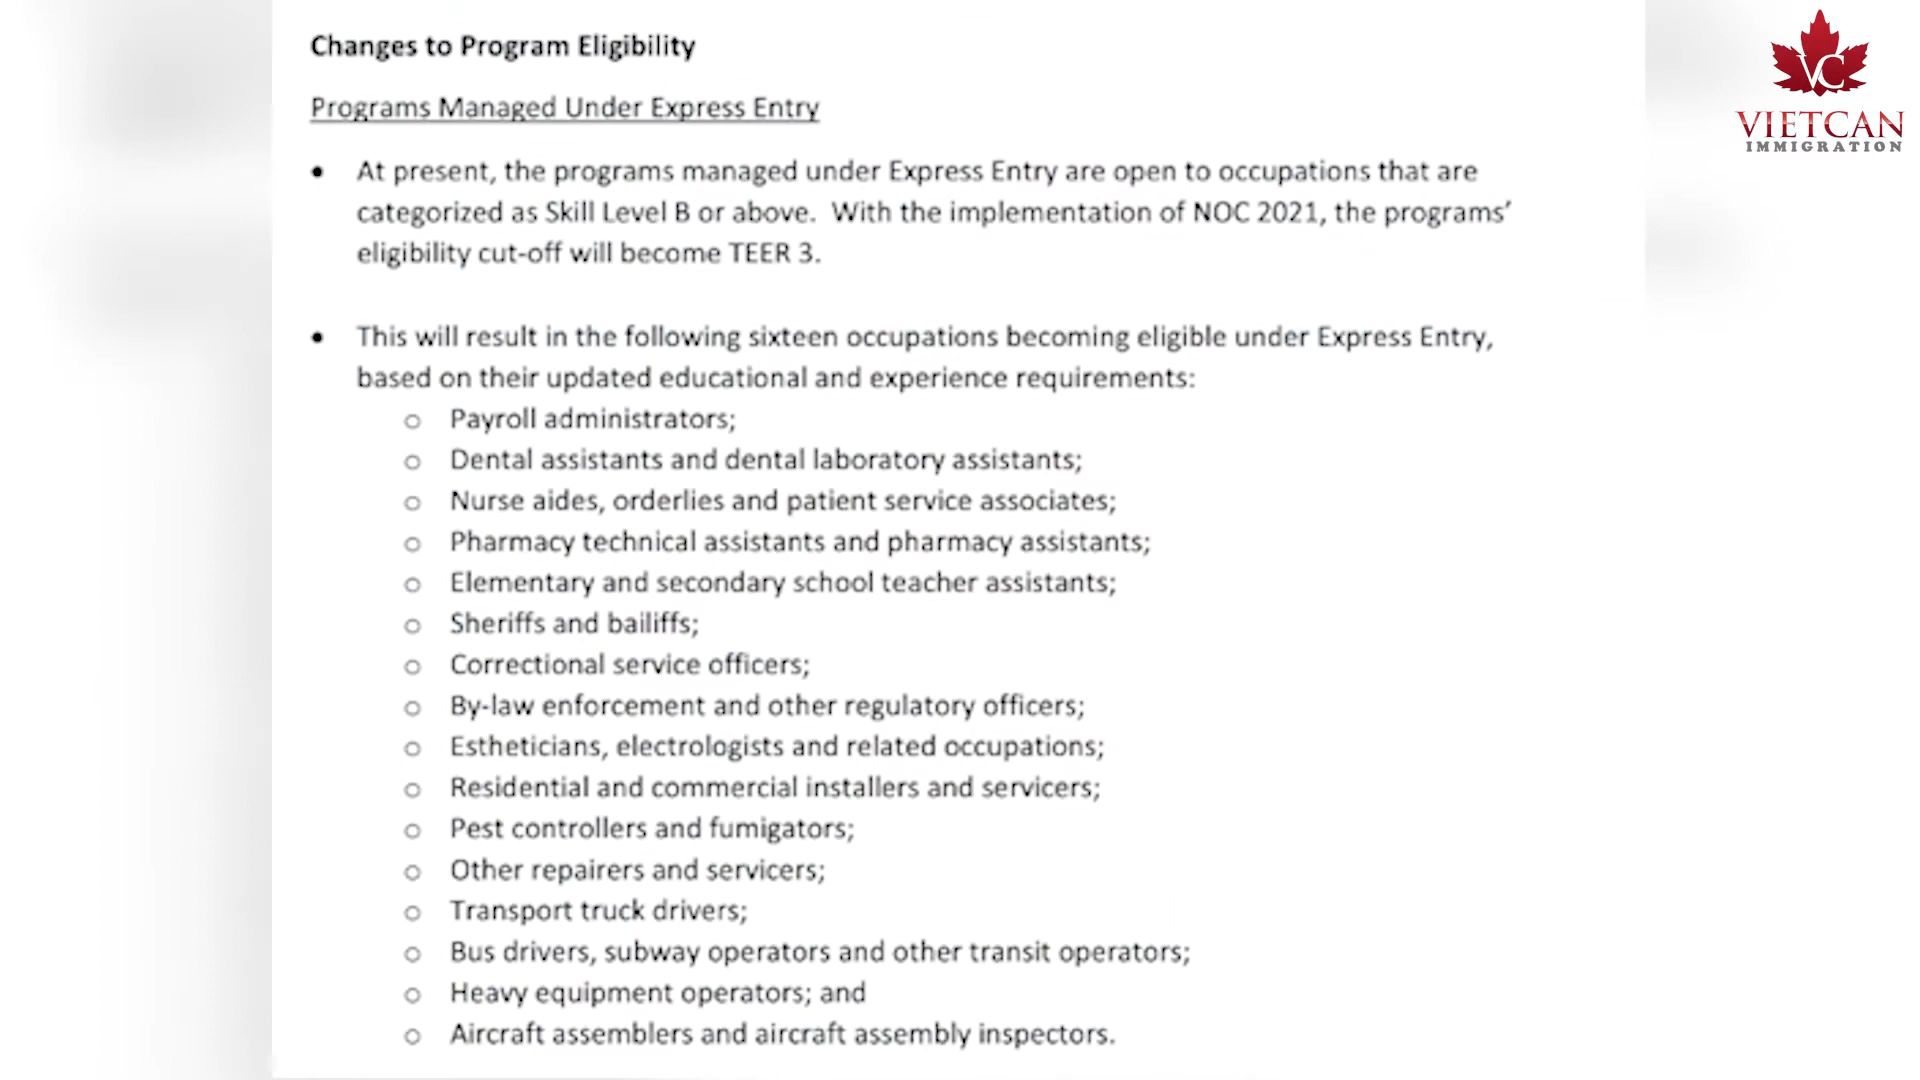 Changes to Program Eligibility
Programs Managed Under Express Entry
• At present, the programs managed under Express Entry are open to occupations that are
categorized as Skill Level B or above. With the implementation of NOC 2021, the programs’
eligibility cut-off will become TEER 3.
• This will result in the following sixteen occupations becoming eligible under Express Entry,
based on their updated educational and experience requirements:
o Payroll administrators;
o Dental assistants and dental laboratory assistants;
o Nurse aides, orderlies and patient service associates;
o Pharmacy technical assistants and pharmacy assistants;
o Elementary and secondary school teacher assistants;
o Sheriffs and bailiffs;
o Correctional service officers;
o By-law enforcement and other regulatory officers;
o Estheticians, electrologists and related occupations;
o Residential and commercial installers and servicers;
o Pest controllers and fumigators;
o Other repairers and servicers;
o Transport truck drivers;
o Bus drivers, subway operators and other transit operators;
o Heavy equipment operators; and
o Aircraft assemblers and aircraft assembly inspectors.
VC
VIETCAN
IMMIGRATION